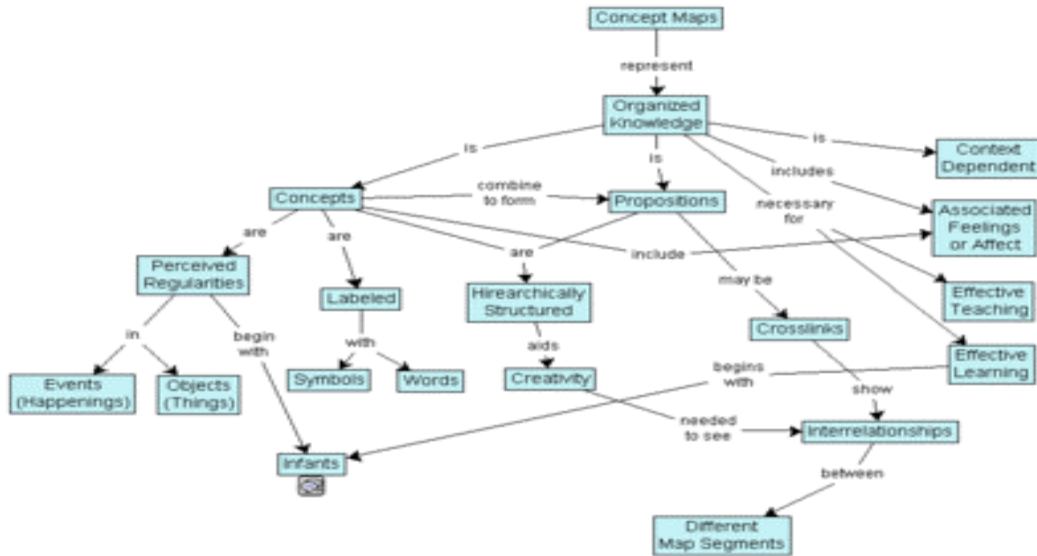 Concept Maps
represent
Organized
Knowledge
is
is
is
includes
necessary
for
Context
Dependent
Concepts
combine
to form
Propositions
Associated
Feelings
or Affect
are
are
are
include
may be
Perceived
Regularities
Labeled
Hirearchically
Structured
Effective
Teaching
Crosslinks
in
begin
with
with
aids
begins
with
Effective
Learning
Events
(Happenings)
Objects
(Things)
Symbols
Words
Creativity
show
needed
to see
Interrelationships
Infants
between
Different
Map Segments